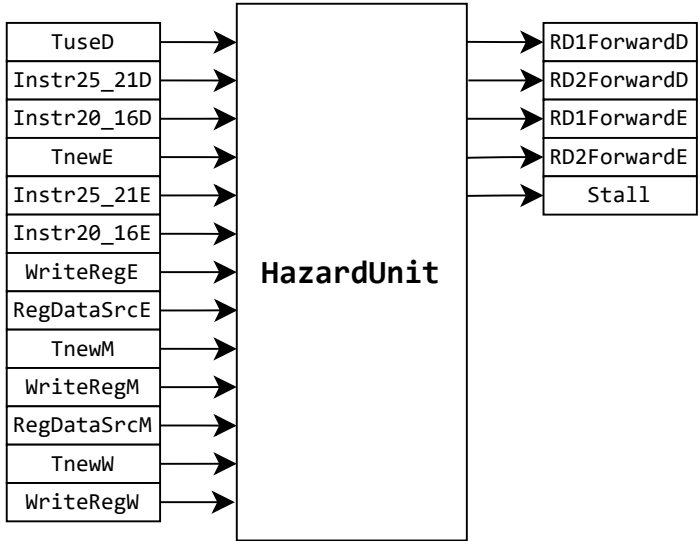 TuseD
Instr25_21D
Instr20_16D
TnewE
Instr25_21E
Instr20_16E
WriteRegE
RegDataSrcE
TnewM
WriteRegM
RegDataSrcM
TnewW
WriteRegW
HazardUnit
RD1ForwardD
RD2ForwardD
RD1ForwardE
RD2ForwardE
Stall